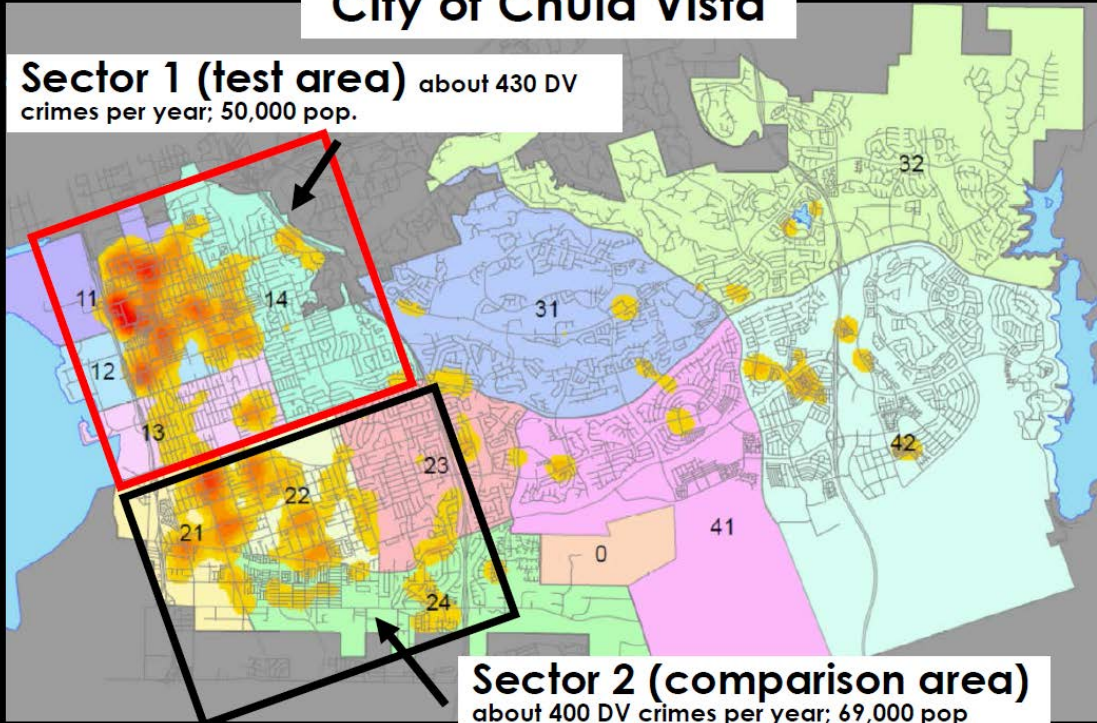 City of Chula Vista
Sector 1 (test area) about 430 DV
crimes per year; 50,000 pop.
32
11
14
31
12
13
23
42
22
21
41
0
24
Sector 2 (comparison area)
about 400 DV crimes per year; 69,000 pop